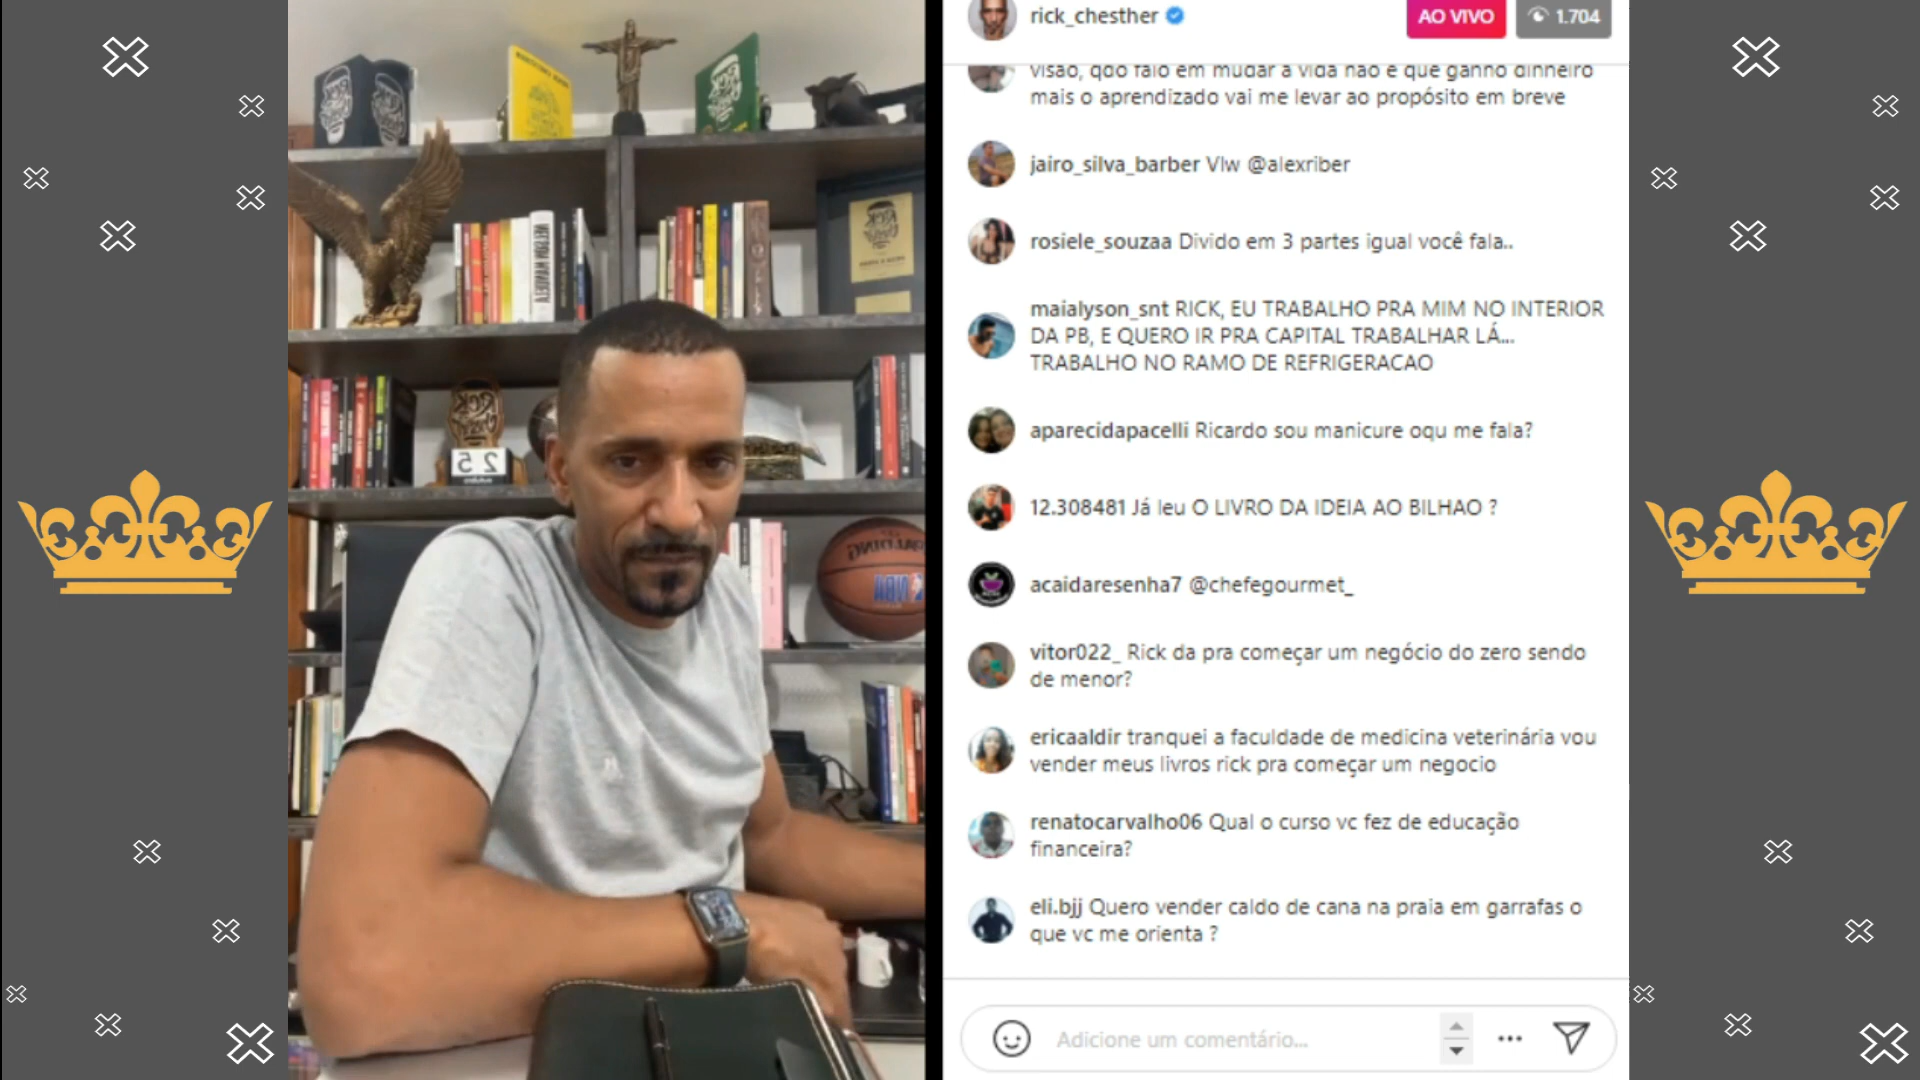 rick_chesther
AO VIVO
1.704
visão, qdo falo em mudar a vida não é que ganho dinheiro
mais o aprendizado vai me levar ao propósito em breve
jairo_silva_barber Vlw @alexriber
rosiele_souzaa Divido em 3 partes igual você fala..
maialyson_snt RICK, EU TRABALHO PRA MIM NO INTERIOR
DA PB, E QUERO IR PRA CAPITAL TRABALHAR LÁ...
TRABALHO NO RAMO DE REFRIGERACAO
aparecidapacelli Ricardo sou manicure oqu me fala?
12.308481 Já leu O LIVRO DA IDEIA AO BILHAO ?
acaidaresenha7 @chefegourmet_
vitor022_ Rick da pra começar um negócio do zero sendo
de menor?
ericaaldir tranquei a faculdade de medicina veterinária vou
vender meus livros rick pra começar um negocio
renatocarvalho06 Qual o curso vc fez de educação
financeira?
eli.bjj Quero vender caldo de cana na praia em garrafas o
que vc me orienta ?
Adicione um comentário...
NELSON MANDELA
25
SPALDING
NBA